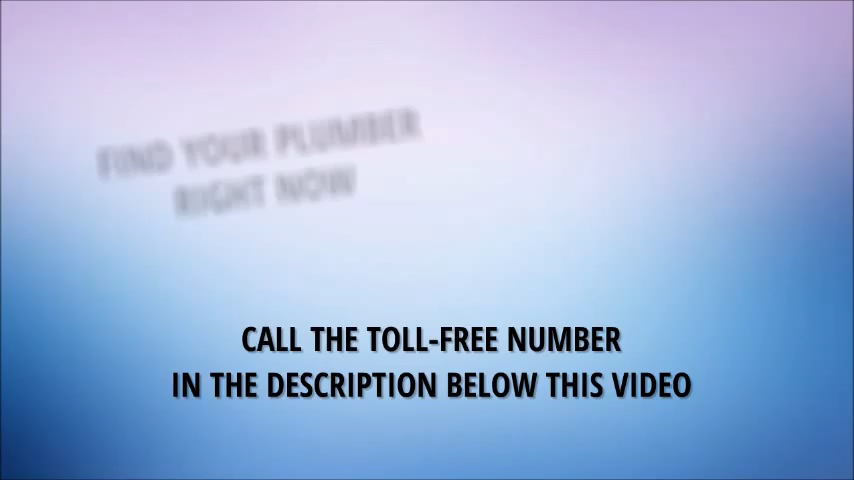 FIND YOUR PLUMBER
RIGHT NOW
CALL THE TOLL-FREE NUMBER
IN THE DESCRIPTION BELOW THIS VIDEO